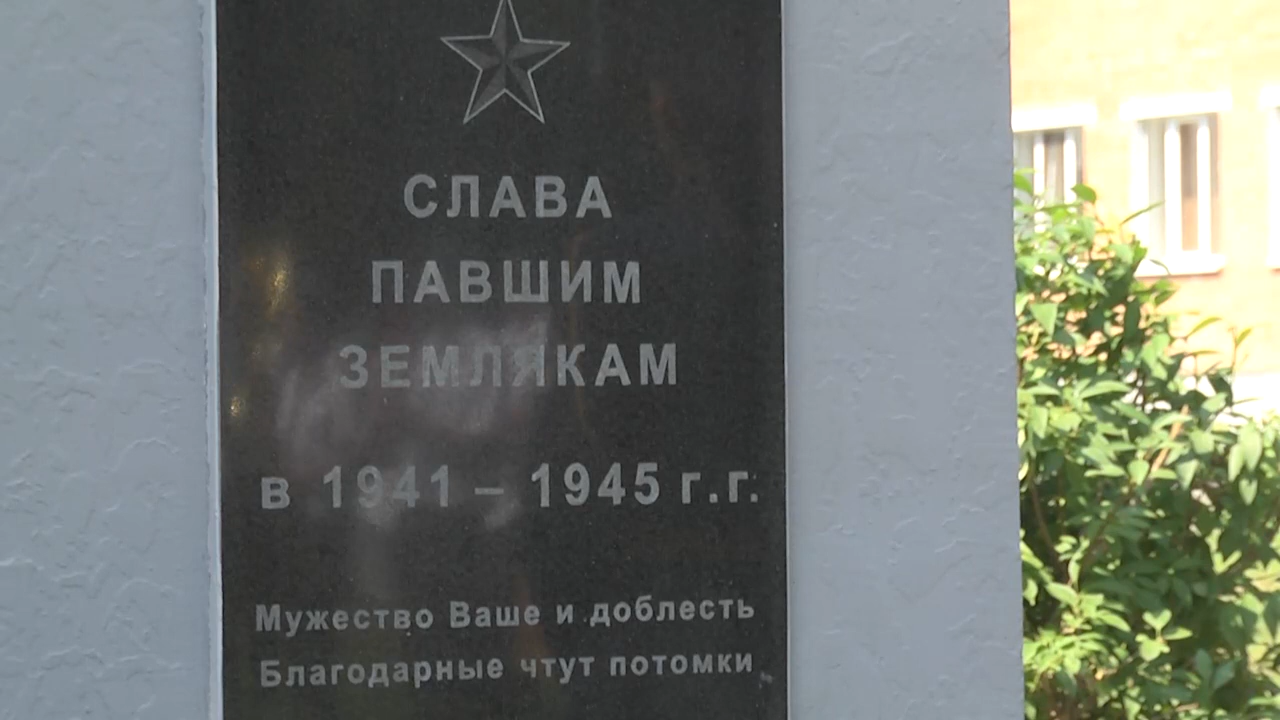 СЛАВА
ПАВШИМ
ЗЕМЛЯКАМ
в 1941 – 1945 г.г.
Мужество Ваше и доблесть
Благодарные чтут потомки